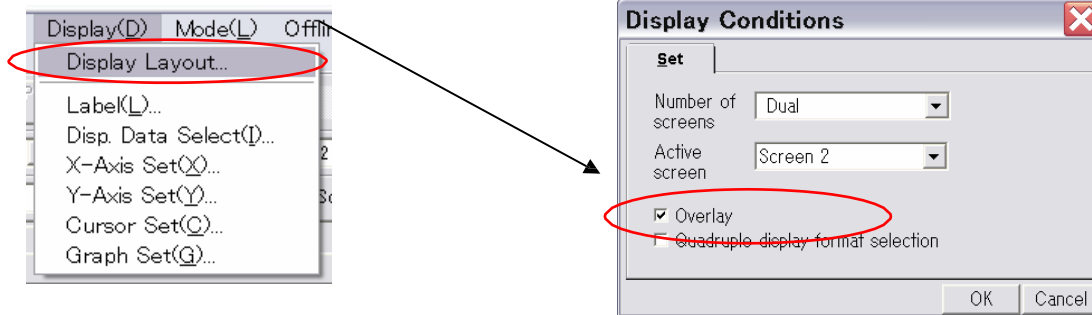 Display(D) Mode(L)
Display Layout...
Label(L)...
Disp. Data Select(I)...
X-Axis Set(X)...
2
Y-Axis Set(Y)...
Cursor Set(C)...
Graph Set(G)...
Display Conditions
Set
Number of
screens
Dual
Active
screen
Screen 2
Overlay
Quadruple display format selection
OK Cancel